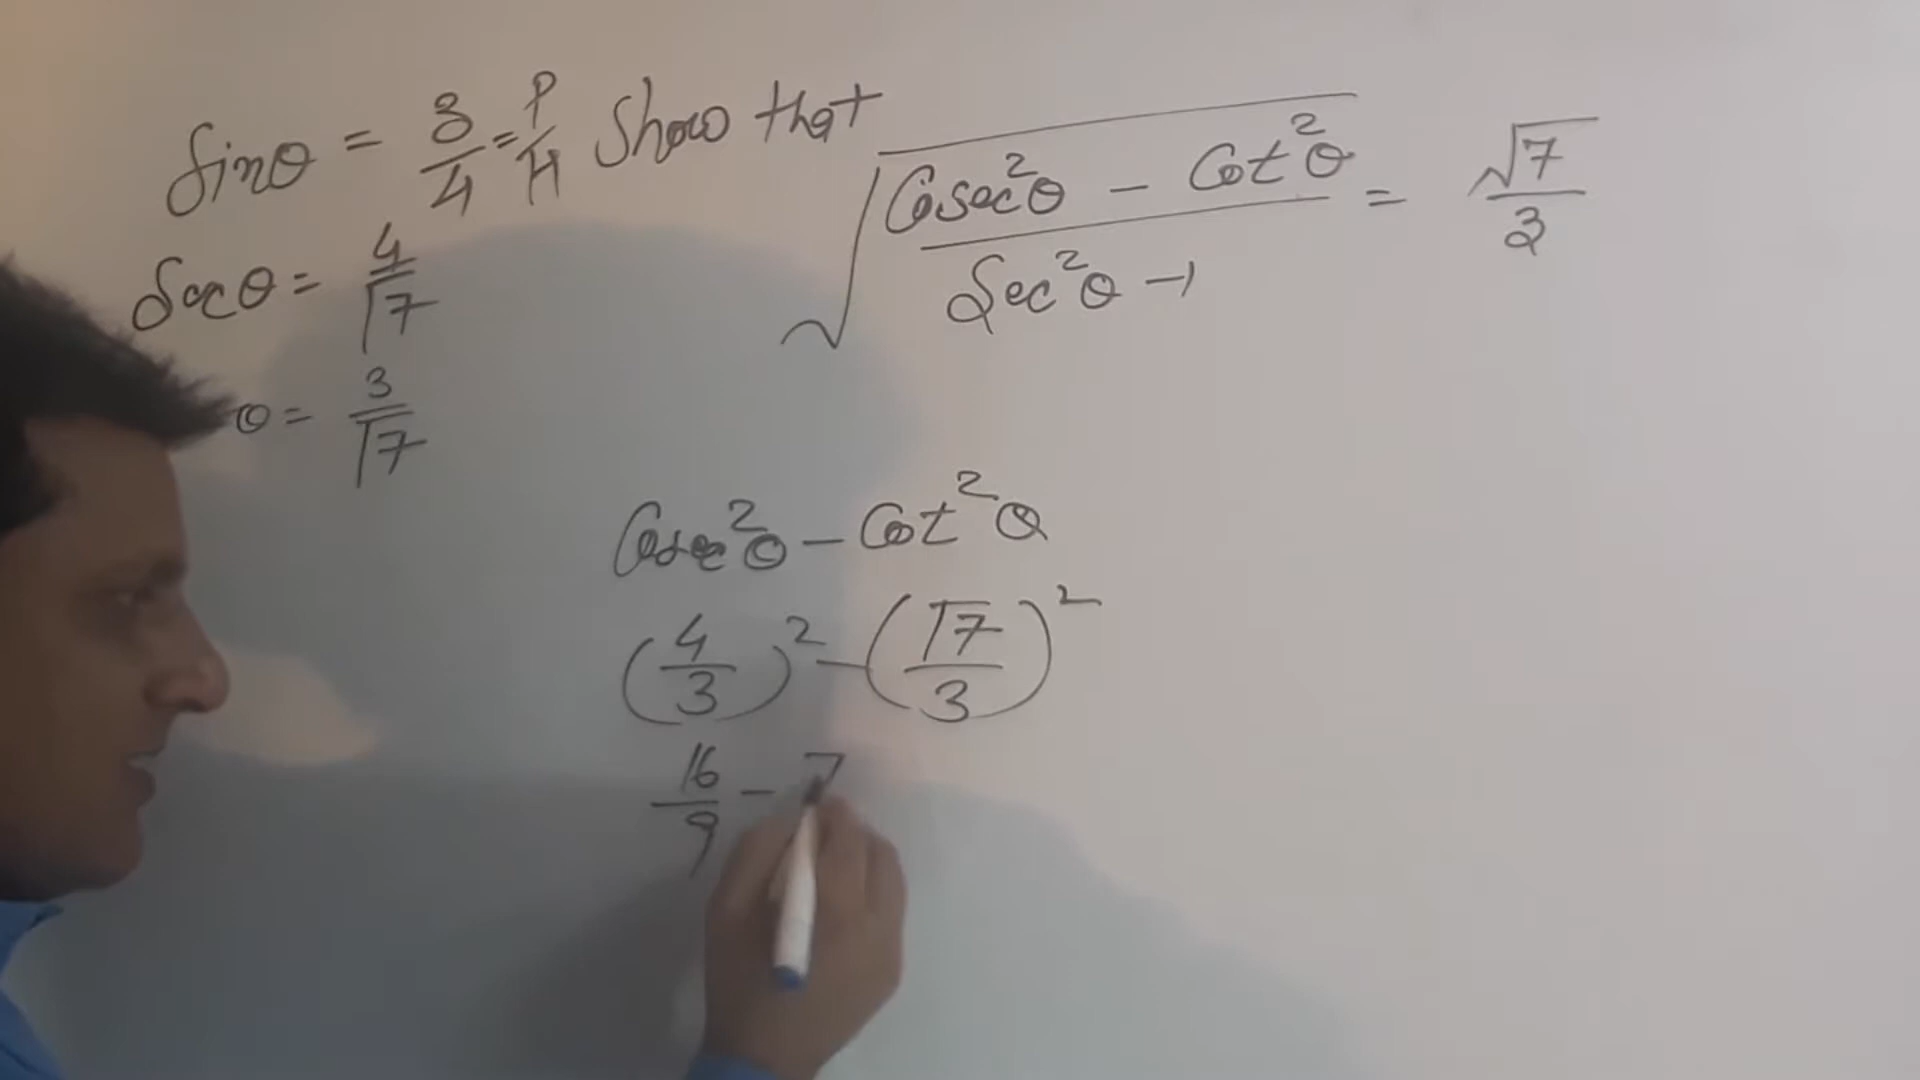 Sinθ = 3/4 = P/H Show that √((Cosec²θ - Cot²θ)/(Sec²θ - 1)) = √7/3
Secθ = 4/√7
θ = 3/√7
Cosec²θ - Cot²θ
(4/3)² - (√7/3)²
16/9 - 7